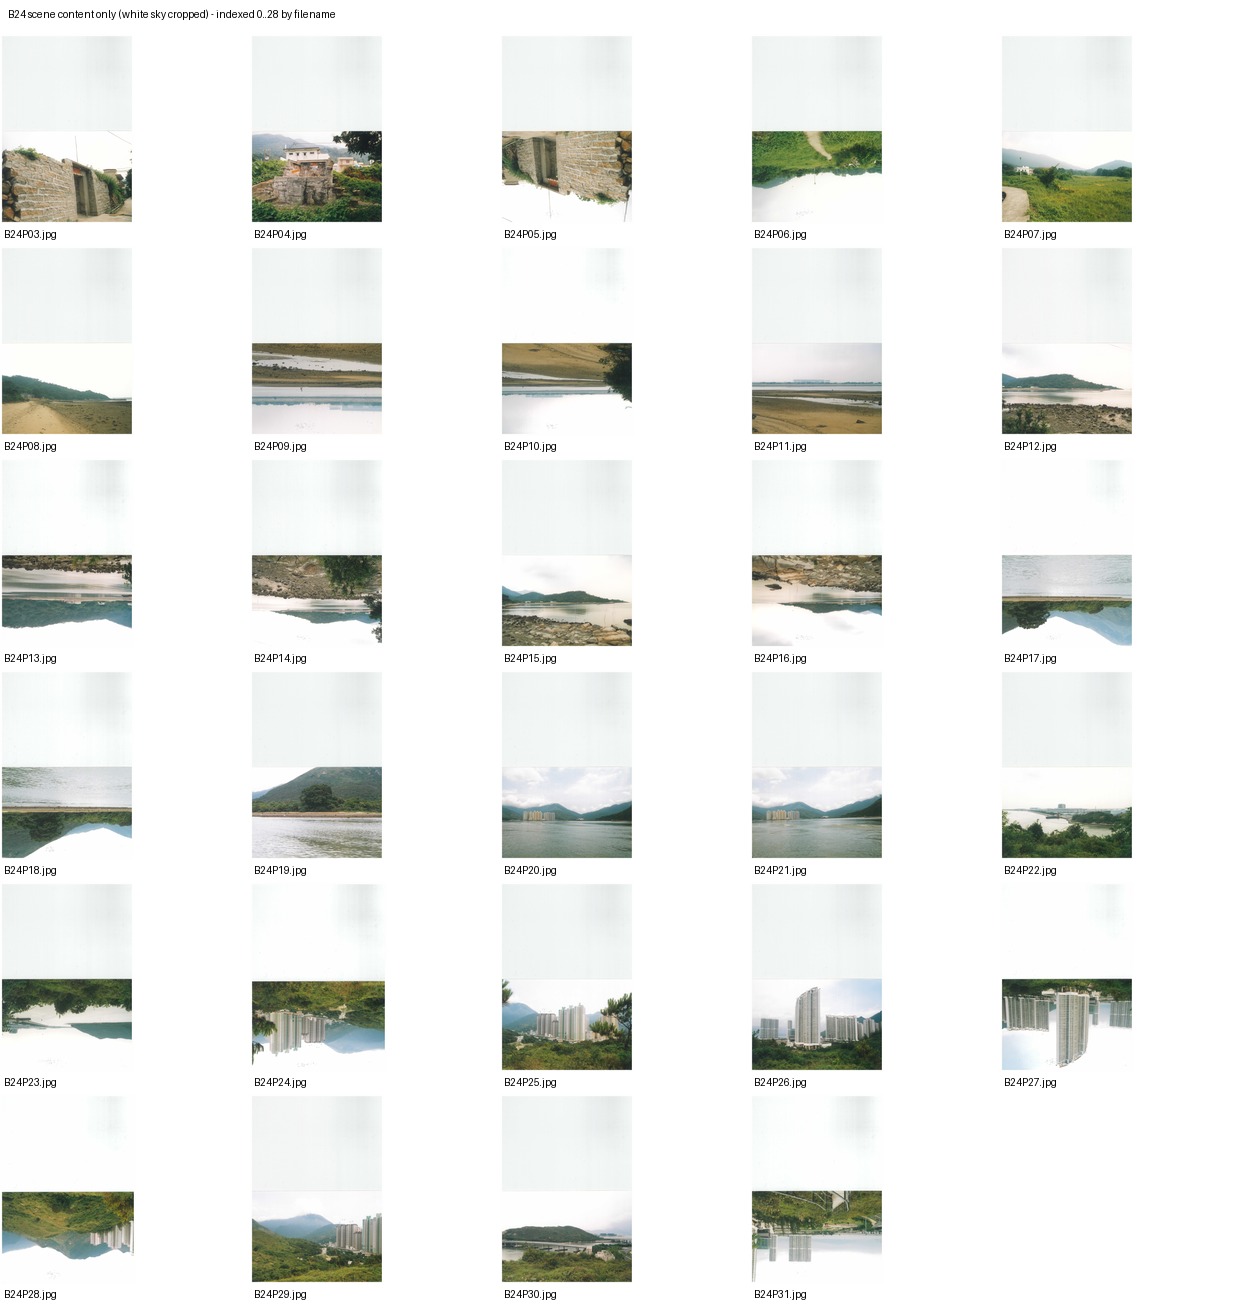 B24 scene content only (white sky cropped) - indexed 0..28 by filename
B24P03.jpg
B24P04.jpg
B24P05.jpg
B24P06.jpg
B24P07.jpg
B24P08.jpg
B24P09.jpg
B24P10.jpg
B24P11.jpg
B24P12.jpg
B24P13.jpg
B24P14.jpg
B24P15.jpg
B24P16.jpg
B24P17.jpg
B24P18.jpg
B24P19.jpg
B24P20.jpg
B24P21.jpg
B24P22.jpg
B24P23.jpg
B24P24.jpg
B24P25.jpg
B24P26.jpg
B24P27.jpg
B24P28.jpg
B24P29.jpg
B24P30.jpg
B24P31.jpg